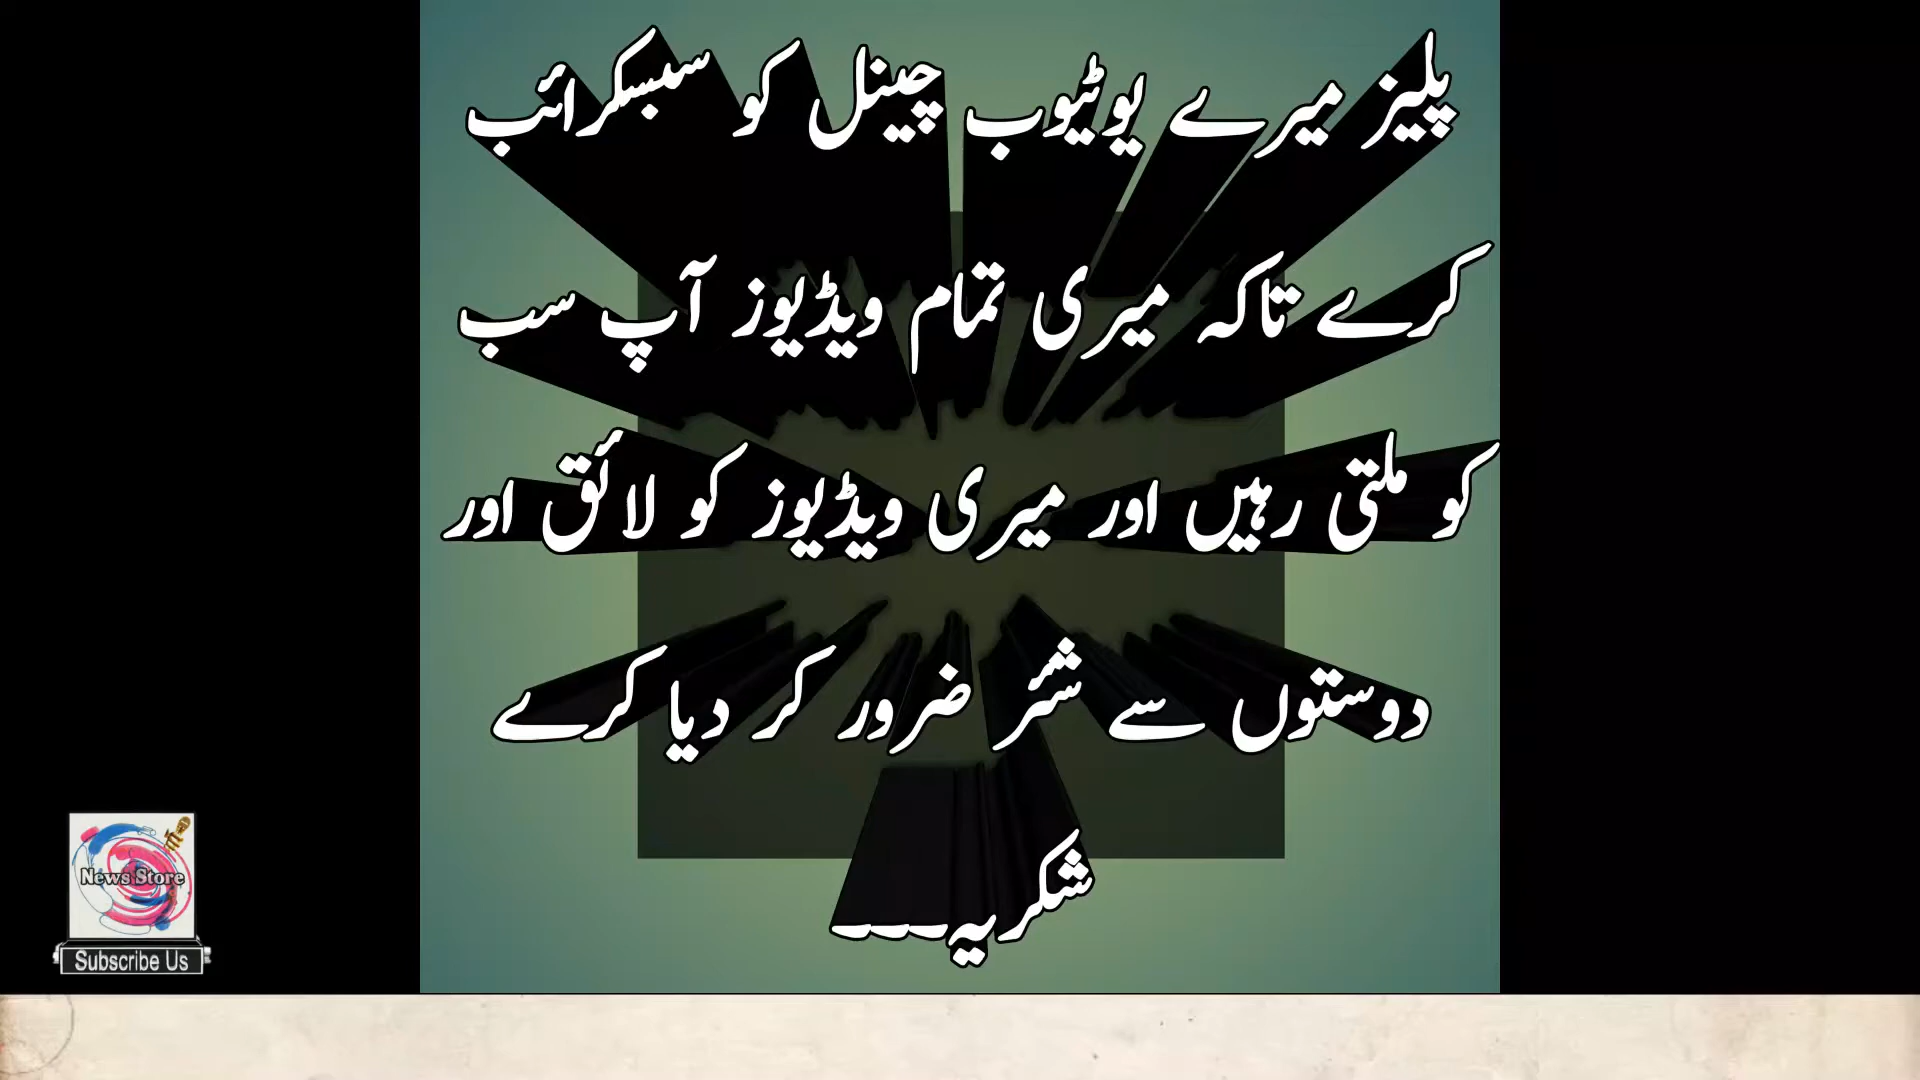 پلیز میرے یوٹیوب چینل کو سبسکرائب
کرے تاکہ میری تمام ویڈیوز آپ سب
کو ملتی رہیں اور میری ویڈیوز کو لائق اور
دوستوں سے شئر ضرور کر دیا کرے
شکریہ۔۔۔
News Store
Subscribe Us